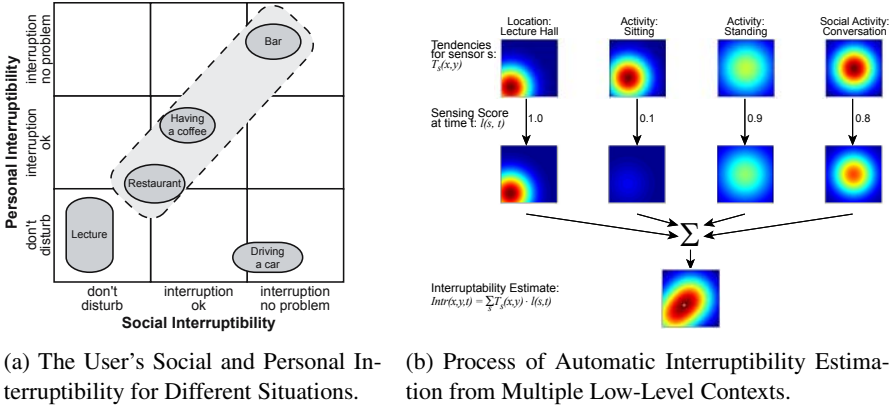 Personal Interruptibility
interruption
no problem
interruption
ok
don't
disturb
Bar
Having
a coffee
Restaurant
Lecture
Driving
a car
don't
disturb
interruption
ok
interruption
no problem
Social Interruptibility
(a) The User's Social and Personal In-
terruptibility for Different Situations.
Location:
Lecture Hall
Activity:
Sitting
Activity:
Standing
Social Activity:
Conversation
Tendencies
for sensor s:
Ts(x,y)
Sensing Score
at time t: l(s, t)
1.0
0.1
0.9
0.8
Σ
Interruptability Estimate:
Intr(x,y,t) = ∑s Ts(x,y) · l(s,t)
(b) Process of Automatic Interruptibility Estima-
tion from Multiple Low-Level Contexts.